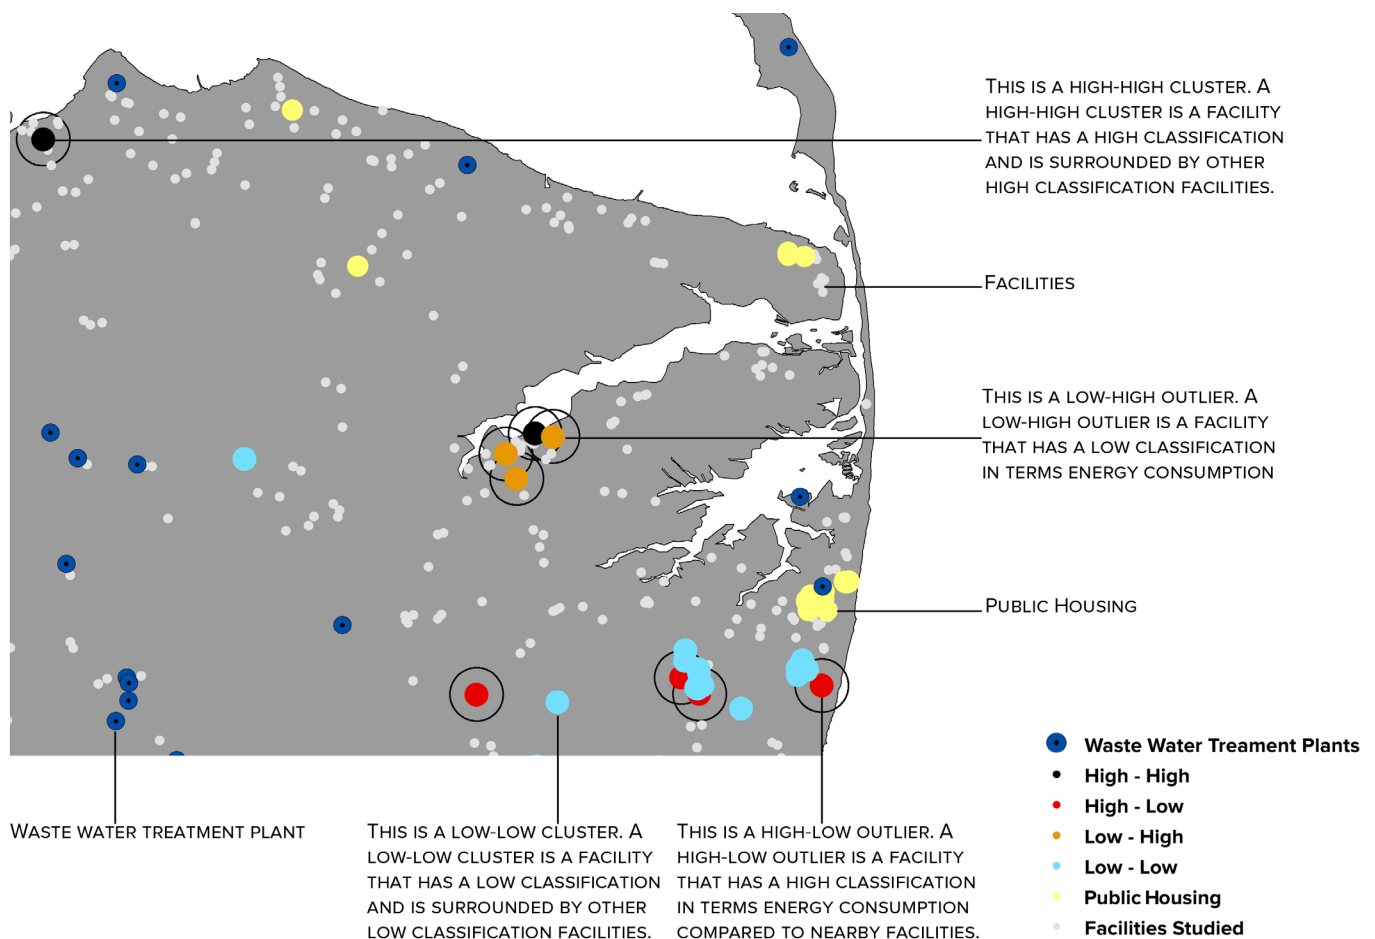 THIS IS A HIGH-HIGH CLUSTER. A
HIGH-HIGH CLUSTER IS A FACILITY
THAT HAS A HIGH CLASSIFICATION
AND IS SURROUNDED BY OTHER
HIGH CLASSIFICATION FACILITIES.
FACILITIES
THIS IS A LOW-HIGH OUTLIER. A
LOW-HIGH OUTLIER IS A FACILITY
THAT HAS A LOW CLASSIFICATION
IN TERMS ENERGY CONSUMPTION
PUBLIC HOUSING
WASTE WATER TREATMENT PLANT
THIS IS A LOW-LOW CLUSTER. A
LOW-LOW CLUSTER IS A FACILITY
THAT HAS A LOW CLASSIFICATION
AND IS SURROUNDED BY OTHER
LOW CLASSIFICATION FACILITIES.
THIS IS A HIGH-LOW OUTLIER. A
HIGH-LOW OUTLIER IS A FACILITY
THAT HAS A HIGH CLASSIFICATION
IN TERMS ENERGY CONSUMPTION
COMPARED TO NEARBY FACILITIES.
Waste Water Treament Plants
High - High
High - Low
Low - High
Low - Low
Public Housing
Facilities Studied